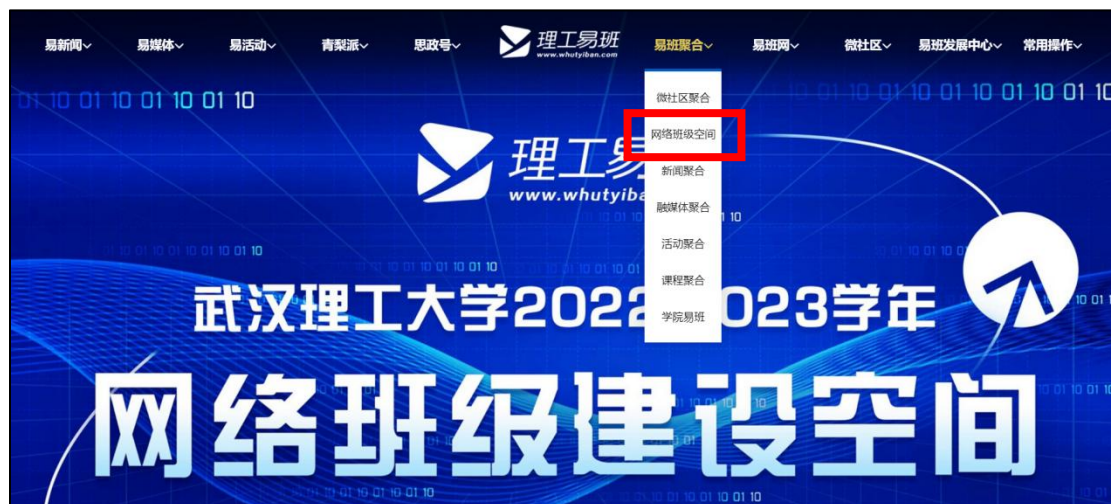 易新闻 易媒体 易活动 青梨派 思政号 理工易班 易班聚合 易班网 微社区 易班发展中心 常用操作
www.whutyiban.com
微社区聚合
网络班级空间
新闻聚合
融媒体聚合
活动聚合
课程聚合
学院易班
01 10 01 10 01 10 01 10
理工易
www.whutyiba
武汉理工大学2022 023学年
网络班级建设空间